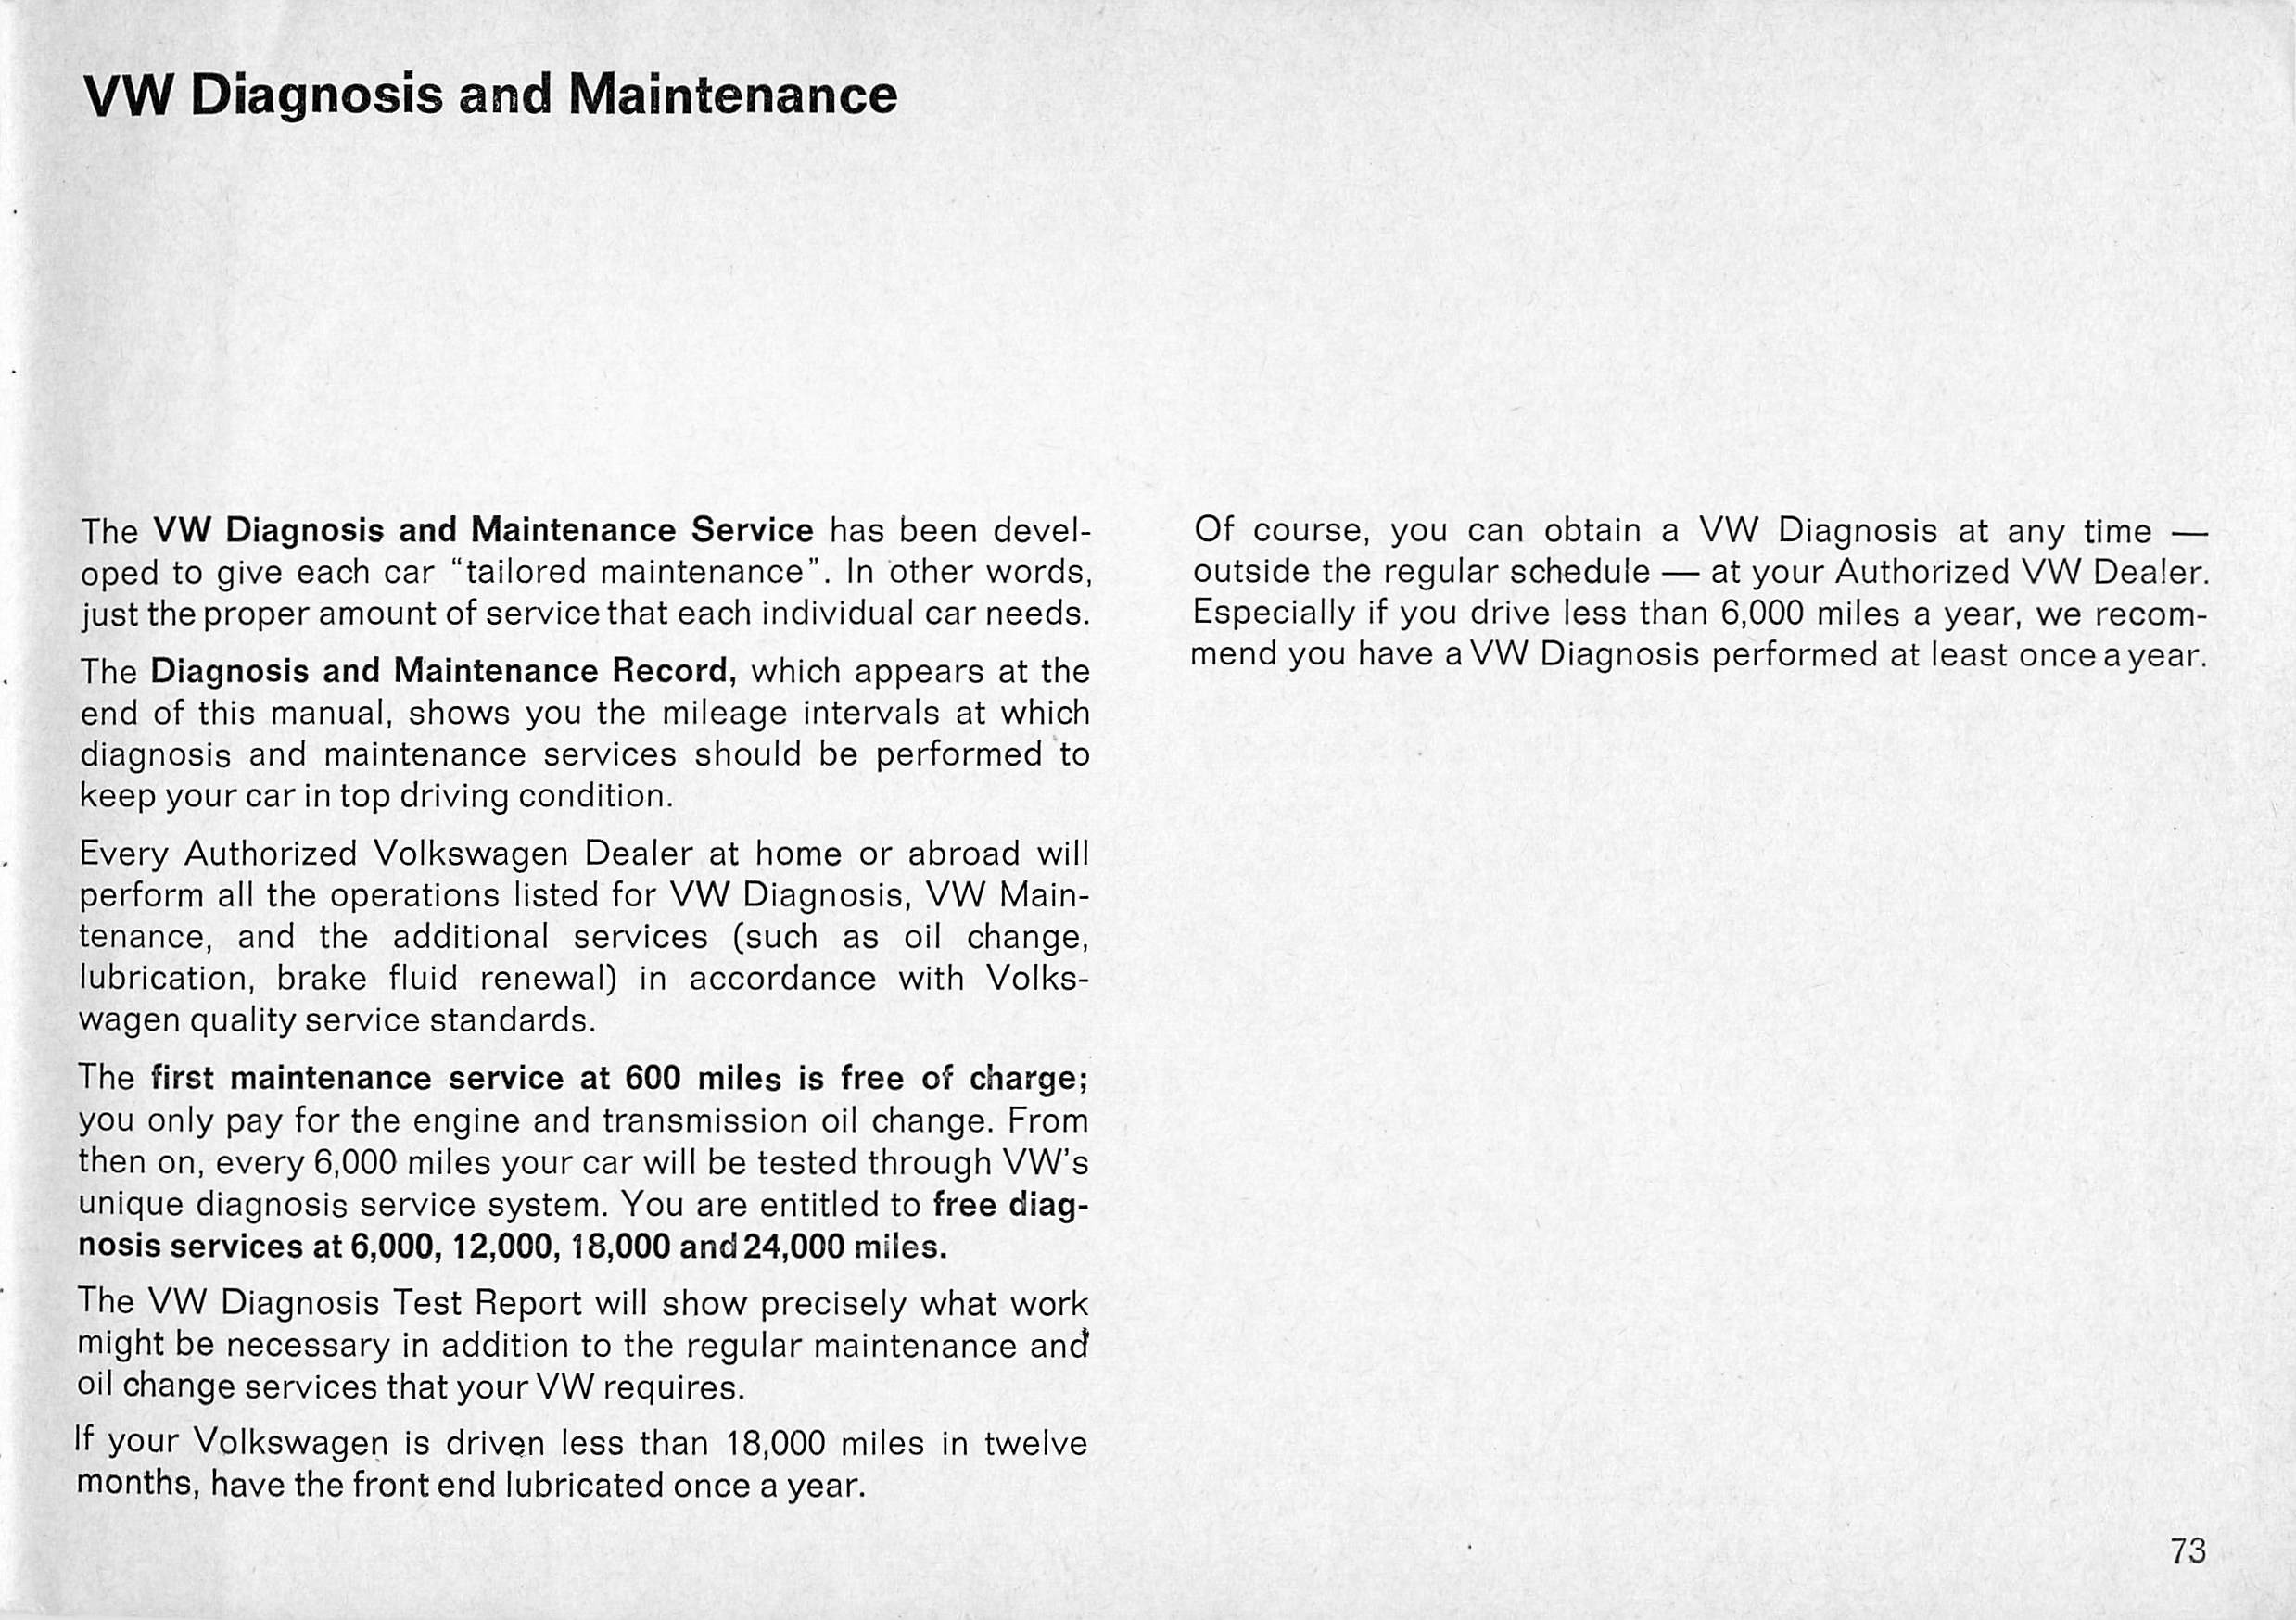 VW Diagnosis and Maintenance
The VW Diagnosis and Maintenance Service has been devel-
oped to give each car “tailored maintenance”. In other words,
just the proper amount of service that each individual car needs.
The Diagnosis and Maintenance Record, which appears at the
end of this manual, shows you the mileage intervals at which
diagnosis and maintenance services should be performed to
keep your car in top driving condition.
Every Authorized Volkswagen Dealer at home or abroad will
perform all the operations listed for VW Diagnosis, VW Main-
tenance, and the additional services (such as oil change,
lubrication, brake fluid renewal) in accordance with Volks-
wagen quality service standards.
The first maintenance service at 600 miles is free of charge;
you only pay for the engine and transmission oil change. From
then on, every 6,000 miles your car will be tested through VW's
unique diagnosis service system. You are entitled to free diag-
nosis services at 6,000, 12,000, 18,000 and 24,000 miles.
The VW Diagnosis Test Report will show precisely what work
might be necessary in addition to the regular maintenance and
oil change services that your VW requires.
If your Volkswagen is driven less than 18,000 miles in twelve
months, have the front end lubricated once a year.
Of course, you can obtain a VW Diagnosis at any time —
outside the regular schedule — at your Authorized VW Dealer.
Especially if you drive less than 6,000 miles a year, we recom-
mend you have a VW Diagnosis performed at least once a year.
73